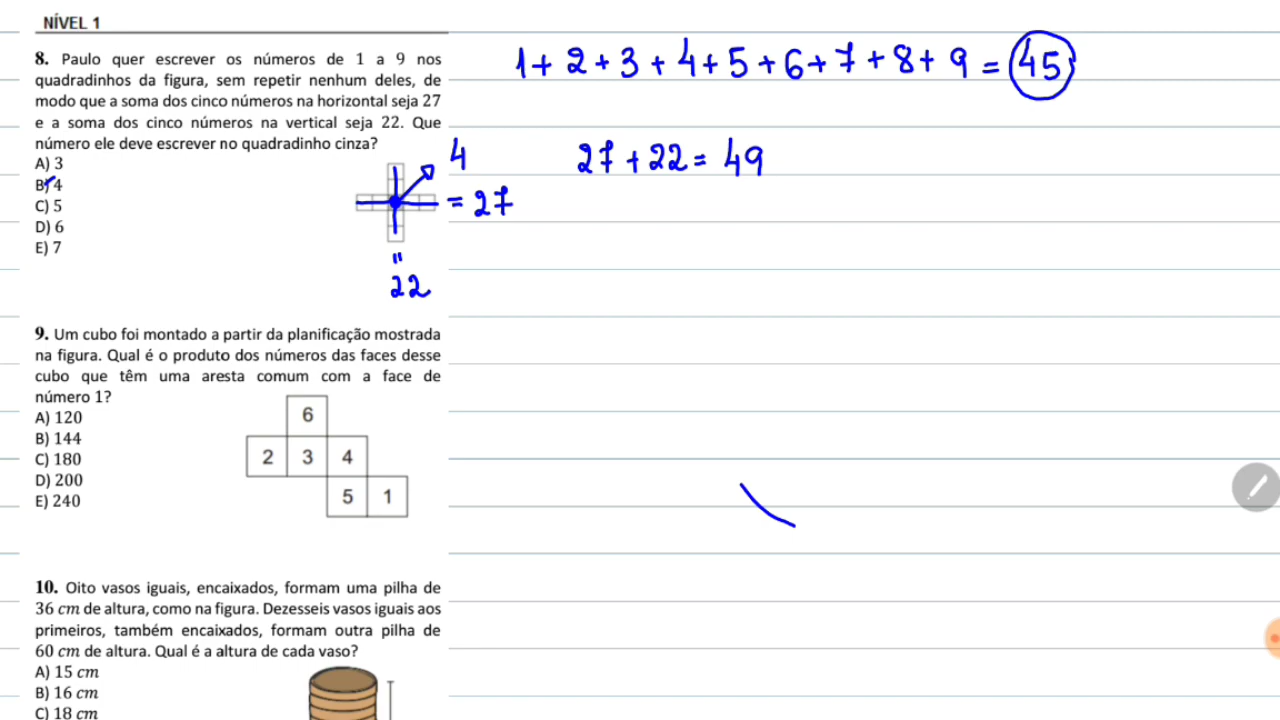 NÍVEL 1
8. Paulo quer escrever os números de 1 a 9 nos
quadradinhos da figura, sem repetir nenhum deles, de
modo que a soma dos cinco números na horizontal seja 27
e a soma dos cinco números na vertical seja 22. Que
número ele deve escrever no quadradinho cinza?
A) 3
B) 4
C) 5
D) 6
E) 7
4
= 27
"
22
1 + 2 + 3 + 4 + 5 + 6 + 7 + 8 + 9 = 45
27 + 22 = 49
9. Um cubo foi montado a partir da planificação mostrada
na figura. Qual é o produto dos números das faces desse
cubo que têm uma aresta comum com a face de
número 1?
A) 120
B) 144
C) 180
D) 200
E) 240
6
2 3 4
5 1
10. Oito vasos iguais, encaixados, formam uma pilha de
36 cm de altura, como na figura. Dezesseis vasos iguais aos
primeiros, também encaixados, formam outra pilha de
60 cm de altura. Qual é a altura de cada vaso?
A) 15 cm
B) 16 cm
C) 18 cm